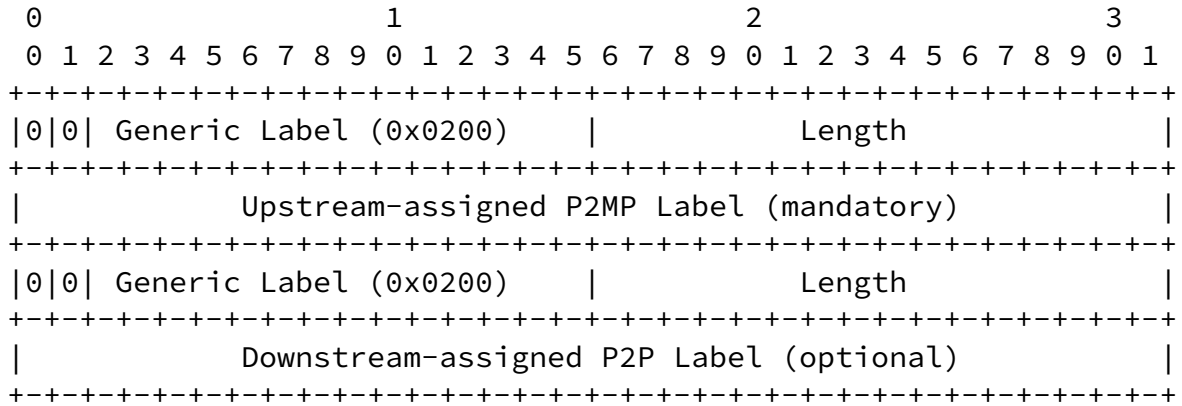 0                   1                   2                   3
 0 1 2 3 4 5 6 7 8 9 0 1 2 3 4 5 6 7 8 9 0 1 2 3 4 5 6 7 8 9 0 1
+-+-+-+-+-+-+-+-+-+-+-+-+-+-+-+-+-+-+-+-+-+-+-+-+-+-+-+-+-+-+-+-+
|0|0| Generic Label (0x0200)    |           Length              |
+-+-+-+-+-+-+-+-+-+-+-+-+-+-+-+-+-+-+-+-+-+-+-+-+-+-+-+-+-+-+-+-+
|            Upstream-assigned P2MP Label (mandatory)           |
+-+-+-+-+-+-+-+-+-+-+-+-+-+-+-+-+-+-+-+-+-+-+-+-+-+-+-+-+-+-+-+-+
|0|0| Generic Label (0x0200)    |            Length             |
+-+-+-+-+-+-+-+-+-+-+-+-+-+-+-+-+-+-+-+-+-+-+-+-+-+-+-+-+-+-+-+-+
|            Downstream-assigned P2P Label (optional)           |
+-+-+-+-+-+-+-+-+-+-+-+-+-+-+-+-+-+-+-+-+-+-+-+-+-+-+-+-+-+-+-+-+